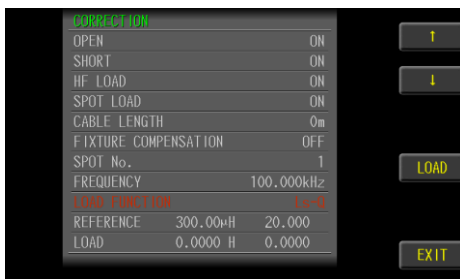 CORRECTION
OPEN ON
SHORT ON
HF LOAD ON
SPOT LOAD ON
CABLE LENGTH 0m
FIXTURE COMPENSATION OFF
SPOT No. 1
FREQUENCY 100.000kHz
LOAD FUNCTION
REFERENCE 300.00μH 20.000
LOAD 0.0000 H 0.0000
↑
↓
LOAD
EXIT